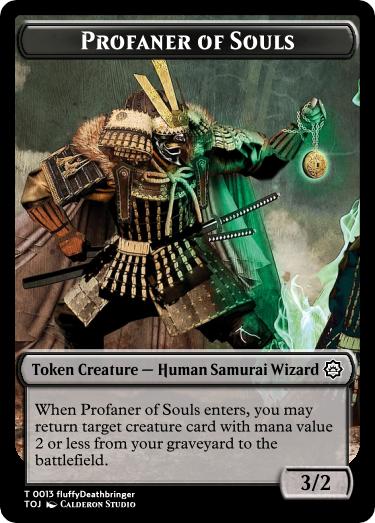 Profaner of Souls
Token Creature — Human Samurai Wizard
When Profaner of Souls enters, you may
return target creature card with mana value
2 or less from your graveyard to the
battlefield.
3/2
T 0013 fluffyDeathbringer
TOJ Calderon Studio